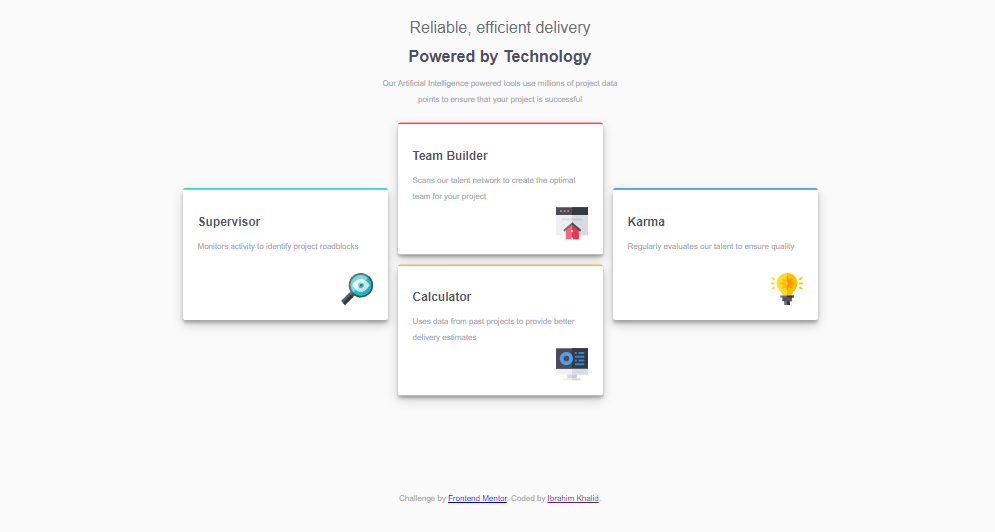 Reliable, efficient delivery
Powered by Technology
Our Artificial Intelligence powered tools use millions of project data
points to ensure that your project is successful
Supervisor
Monitors activity to identify project roadblocks
Team Builder
Scans our talent network to create the optimal
team for your project
Calculator
Uses data from past projects to provide better
delivery estimates
Karma
Regularly evaluates our talent to ensure quality
Challenge by Frontend Mentor. Coded by Ibrahim Khalid.